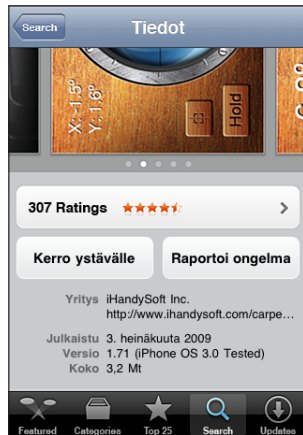 Search
Tiedot
X:-1.5°
Y:1.6°
Hold
307 Ratings
Kerro ystävälle
Raportoi ongelma
Yritys iHandySoft Inc.
http://www.ihandysoft.com/carpe...
Julkaistu 3. heinäkuuta 2009
Versio 1.71 (iPhone OS 3.0 Tested)
Koko 3,2 Mt
Featured
Categories
Top 25
Search
Updates